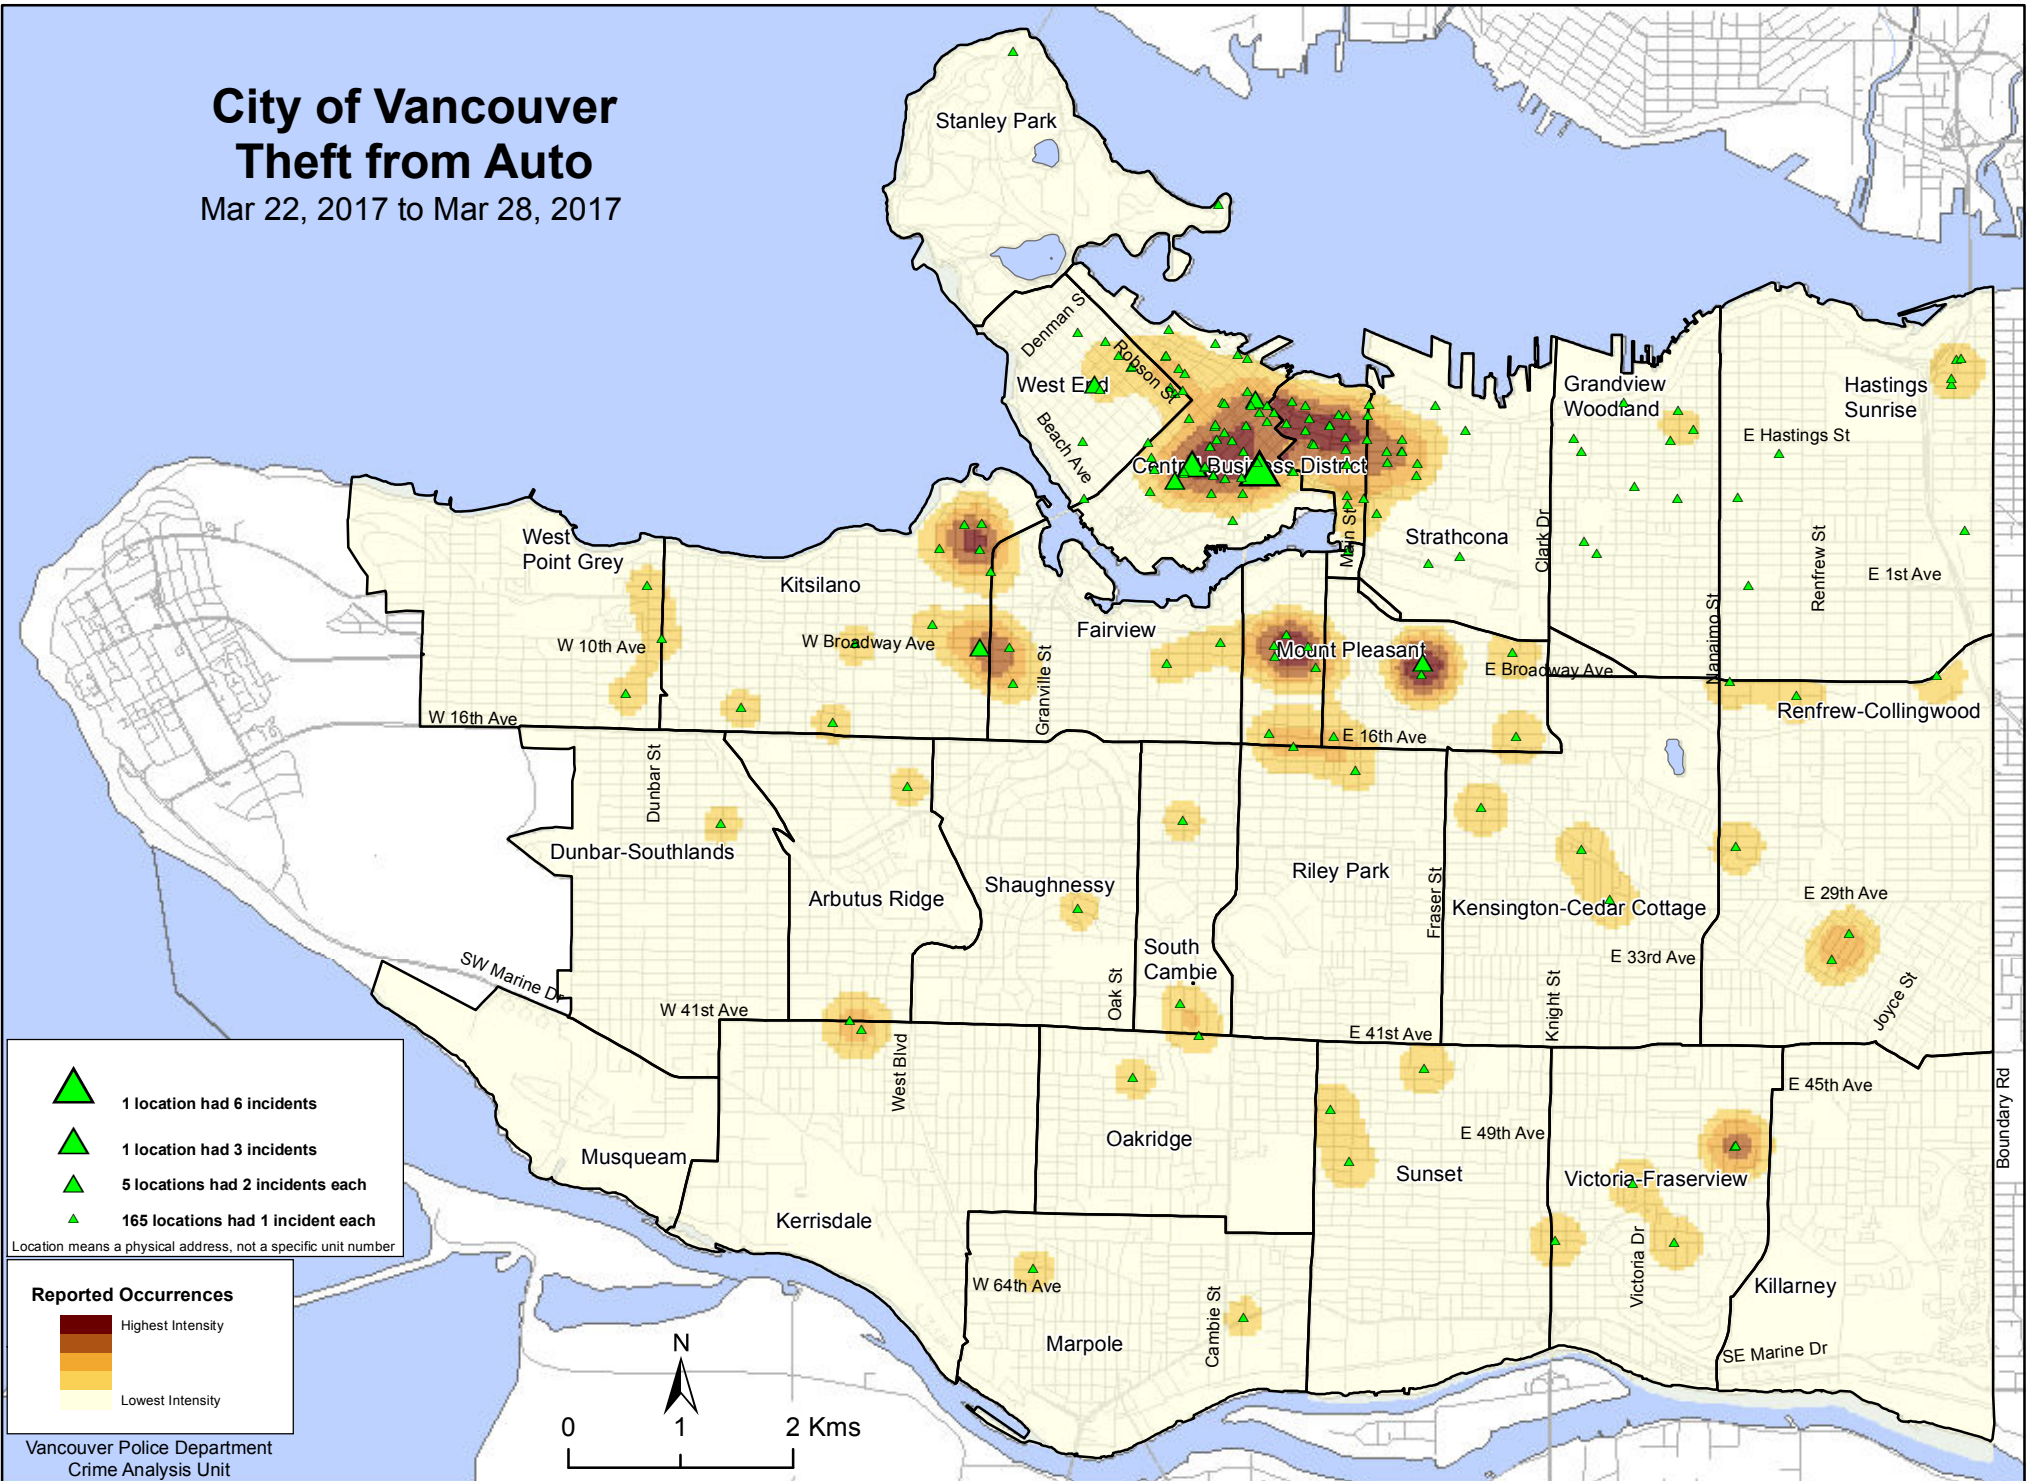 City of Vancouver
Theft from Auto
Mar 22, 2017 to Mar 28, 2017
Stanley Park
Denman St
Robson St
West End
Beach Ave
Central Business District
Grandview
Woodland
Hastings
Sunrise
E Hastings St
West
Point Grey
Kitsilano
Main St
Strathcona
Clark Dr
Renfrew St
E 1st Ave
Nanaimo St
W 10th Ave
W Broadway Ave
Fairview
Granville St
Mount Pleasant
E Broadway Ave
W 16th Ave
E 16th Ave
Renfrew-Collingwood
Dunbar St
Dunbar-Southlands
Arbutus Ridge
Shaughnessy
Riley Park
Fraser St
Kensington-Cedar Cottage
E 29th Ave
South
Cambie
E 33rd Ave
SW Marine Dr
W 41st Ave
Oak St
E 41st Ave
Knight St
Joyce St
West Blvd
E 45th Ave
Boundary Rd
Musqueam
Oakridge
E 49th Ave
Sunset
Victoria-Fraserview
Kerrisdale
W 64th Ave
Victoria Dr
Killarney
Marpole
Cambie St
SE Marine Dr
1 location had 6 incidents
1 location had 3 incidents
5 locations had 2 incidents each
165 locations had 1 incident each
Location means a physical address, not a specific unit number
Reported Occurrences
Highest Intensity
Lowest Intensity
Vancouver Police Department
Crime Analysis Unit
N
0 1 2 Kms